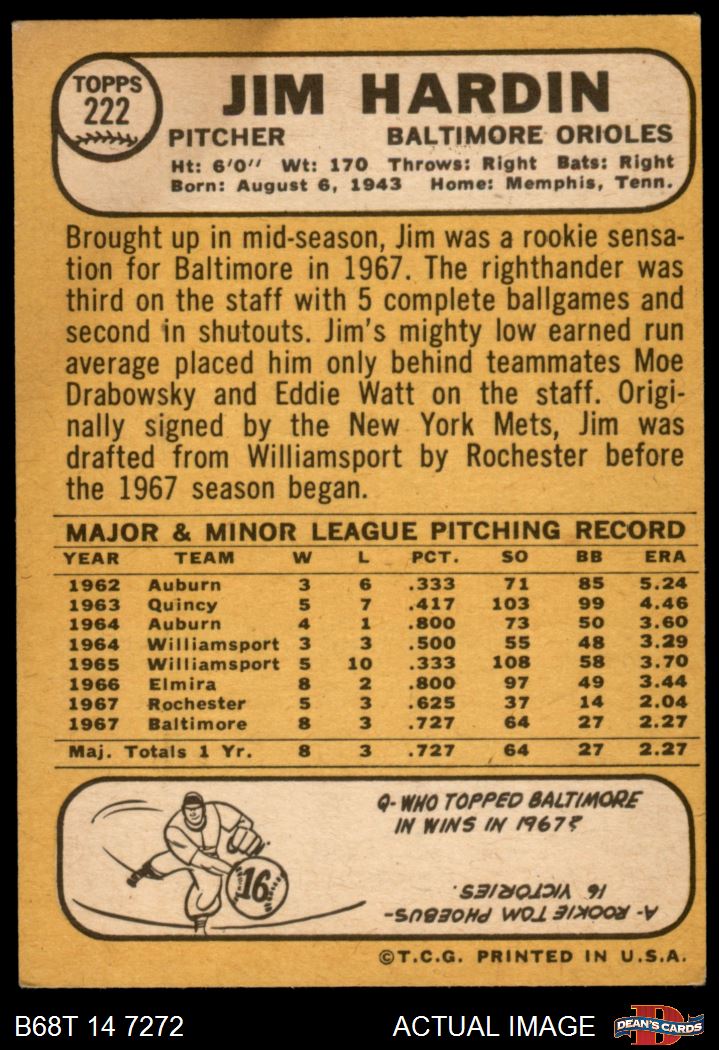 TOPPS
222
JIM HARDIN
PITCHER BALTIMORE ORIOLES
Ht: 6'0" Wt: 170 Throws: Right Bats: Right
Born: August 6, 1943 Home: Memphis, Tenn.
Brought up in mid-season, Jim was a rookie sensa-
tion for Baltimore in 1967. The righthander was
third on the staff with 5 complete ballgames and
second in shutouts. Jim's mighty low earned run
average placed him only behind teammates Moe
Drabowsky and Eddie Watt on the staff. Origi-
nally signed by the New York Mets, Jim was
drafted from Williamsport by Rochester before
the 1967 season began.
MAJOR & MINOR LEAGUE PITCHING RECORD
YEAR TEAM W L PCT. SO BB ERA
1962 Auburn 3 6 .333 71 85 5.24
1963 Quincy 5 7 .417 103 99 4.46
1964 Auburn 4 1 .800 73 50 3.60
1964 Williamsport 3 3 .500 55 48 3.29
1965 Williamsport 5 10 .333 108 58 3.70
1966 Elmira 8 2 .800 97 49 3.44
1967 Rochester 5 3 .625 37 14 2.04
1967 Baltimore 8 3 .727 64 27 2.27
Maj. Totals 1 Yr. 8 3 .727 64 27 2.27
16
Q-WHO TOPPED BALTIMORE
IN WINS IN 1967?
A-ROOKIE TOM PHOEBUS-
16 VICTORIES.
©T.C.G. PRINTED IN U.S.A.
B68T 14 7272 ACTUAL IMAGE D DEAN'S CARDS